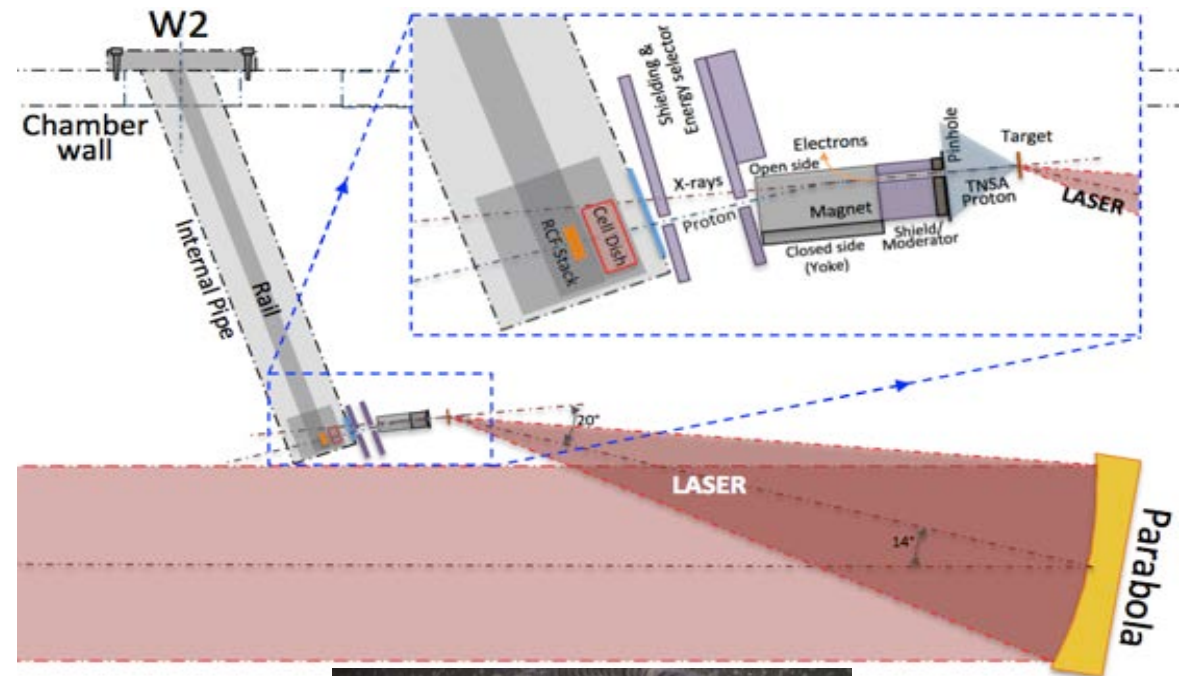 W2
Chamber
wall
Internal Pipe
Rail
Shielding &
Energy selector
X-rays
Proton
Electrons
Open side
Magnet
Closed side
(Yoke)
Shield/
Moderator
Pinhole
TNSA
Proton
Target
LASER
RCF-Stack
Cell Dish
20°
LASER
14°
Parabola